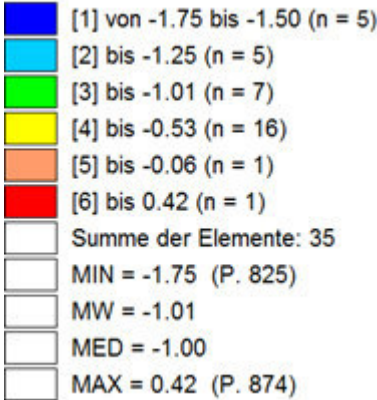 [1] von -1.75 bis -1.50 (n = 5)
[2] bis -1.25 (n = 5)
[3] bis -1.01 (n = 7)
[4] bis -0.53 (n = 16)
[5] bis -0.06 (n = 1)
[6] bis 0.42 (n = 1)
Summe der Elemente: 35
MIN = -1.75 (P. 825)
MW = -1.01
MED = -1.00
MAX = 0.42 (P. 874)